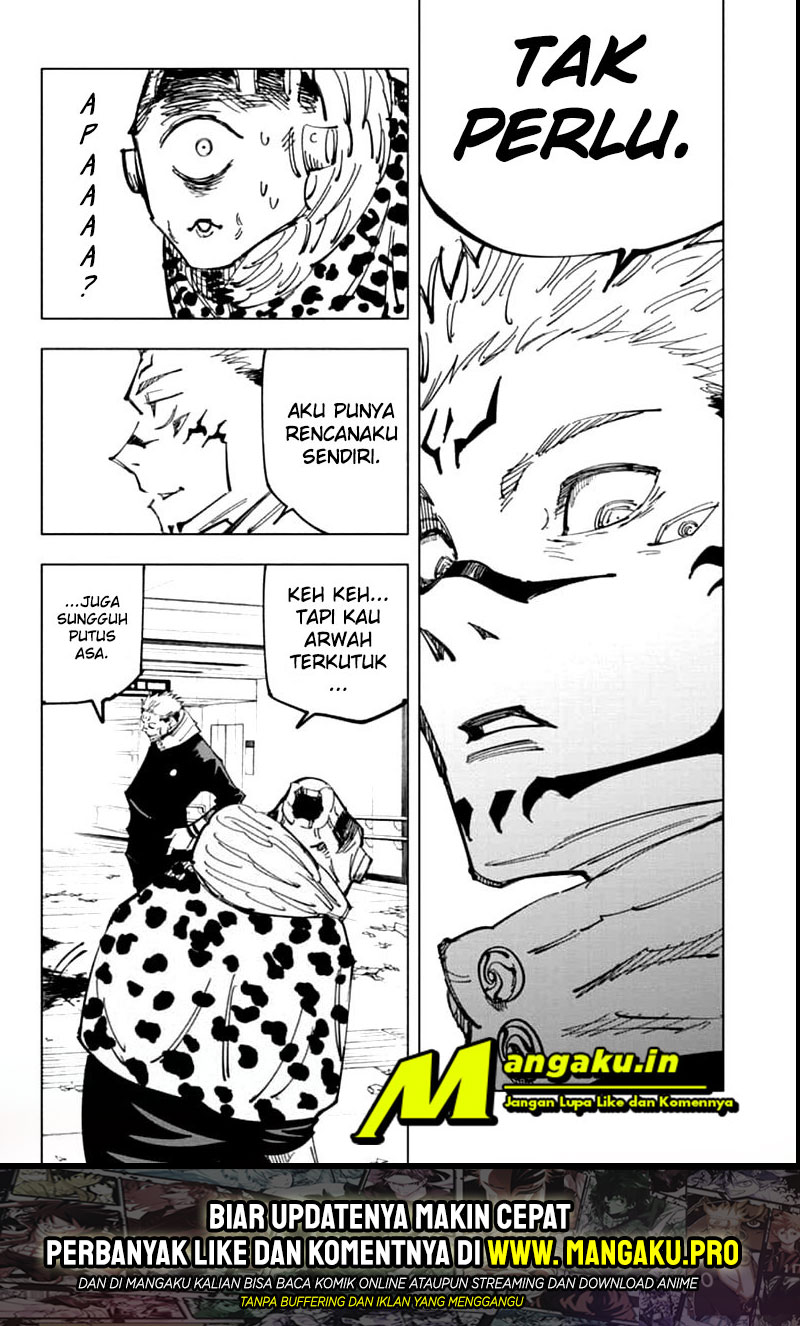 TAK
PERLU.
APAAAA?
AKU PUNYA
RENCANAKU
SENDIRI.
KEH KEH...
TAPI KAU
ARWAH
TERKUTUK
...
...JUGA
SUNGGUH
PUTUS
ASA.
Mangaku.in
Jangan Lupa Like dan Komennya
BIAR UPDATENYA MAKIN CEPAT
PERBANYAK LIKE DAN KOMENTNYA DI WWW. MANGAKU.PRO
DAN DI MANGAKU KALIAN BISA BACA KOMIK ONLINE ATAUPUN STREAMING DAN DOWNLOAD ANIME
TANPA BUFFERING DAN IKLAN YANG MENGGANGU